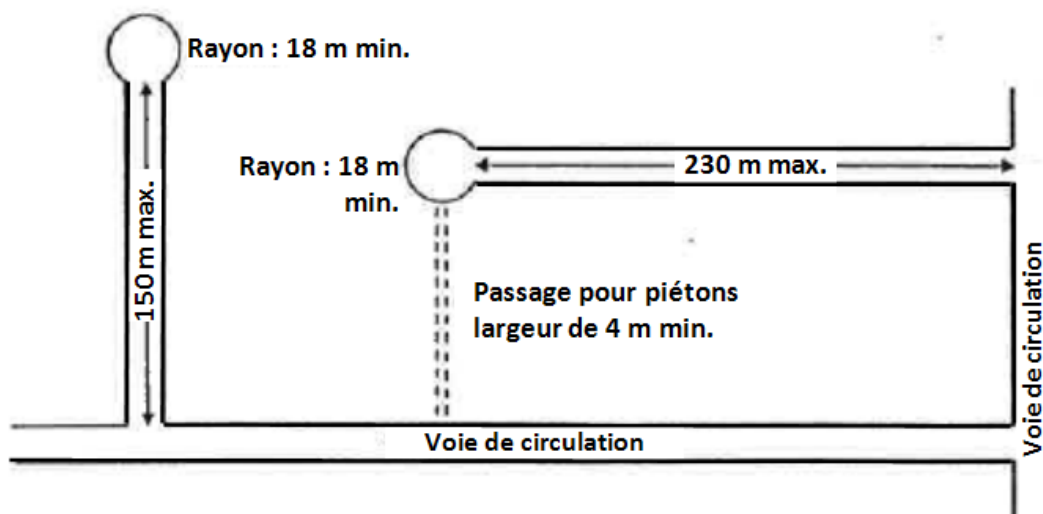 Rayon : 18 m min.
Rayon : 18 m
min.
230 m max.
150 m max.
Passage pour piétons
largeur de 4 m min.
Voie de circulation
Voie de circulation